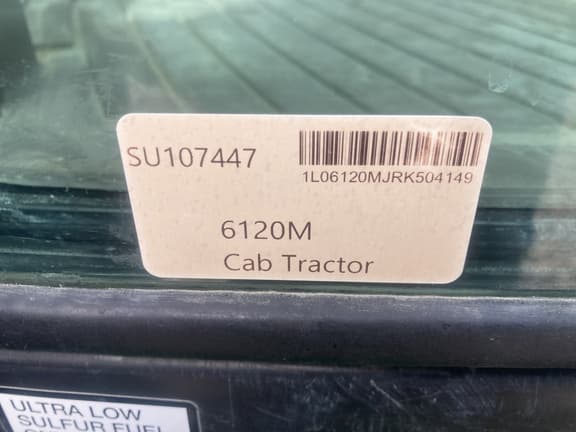 SU107447
1L06120MJRK504149
6120M
Cab Tractor
ULTRA LOW
SULFUR FUEL